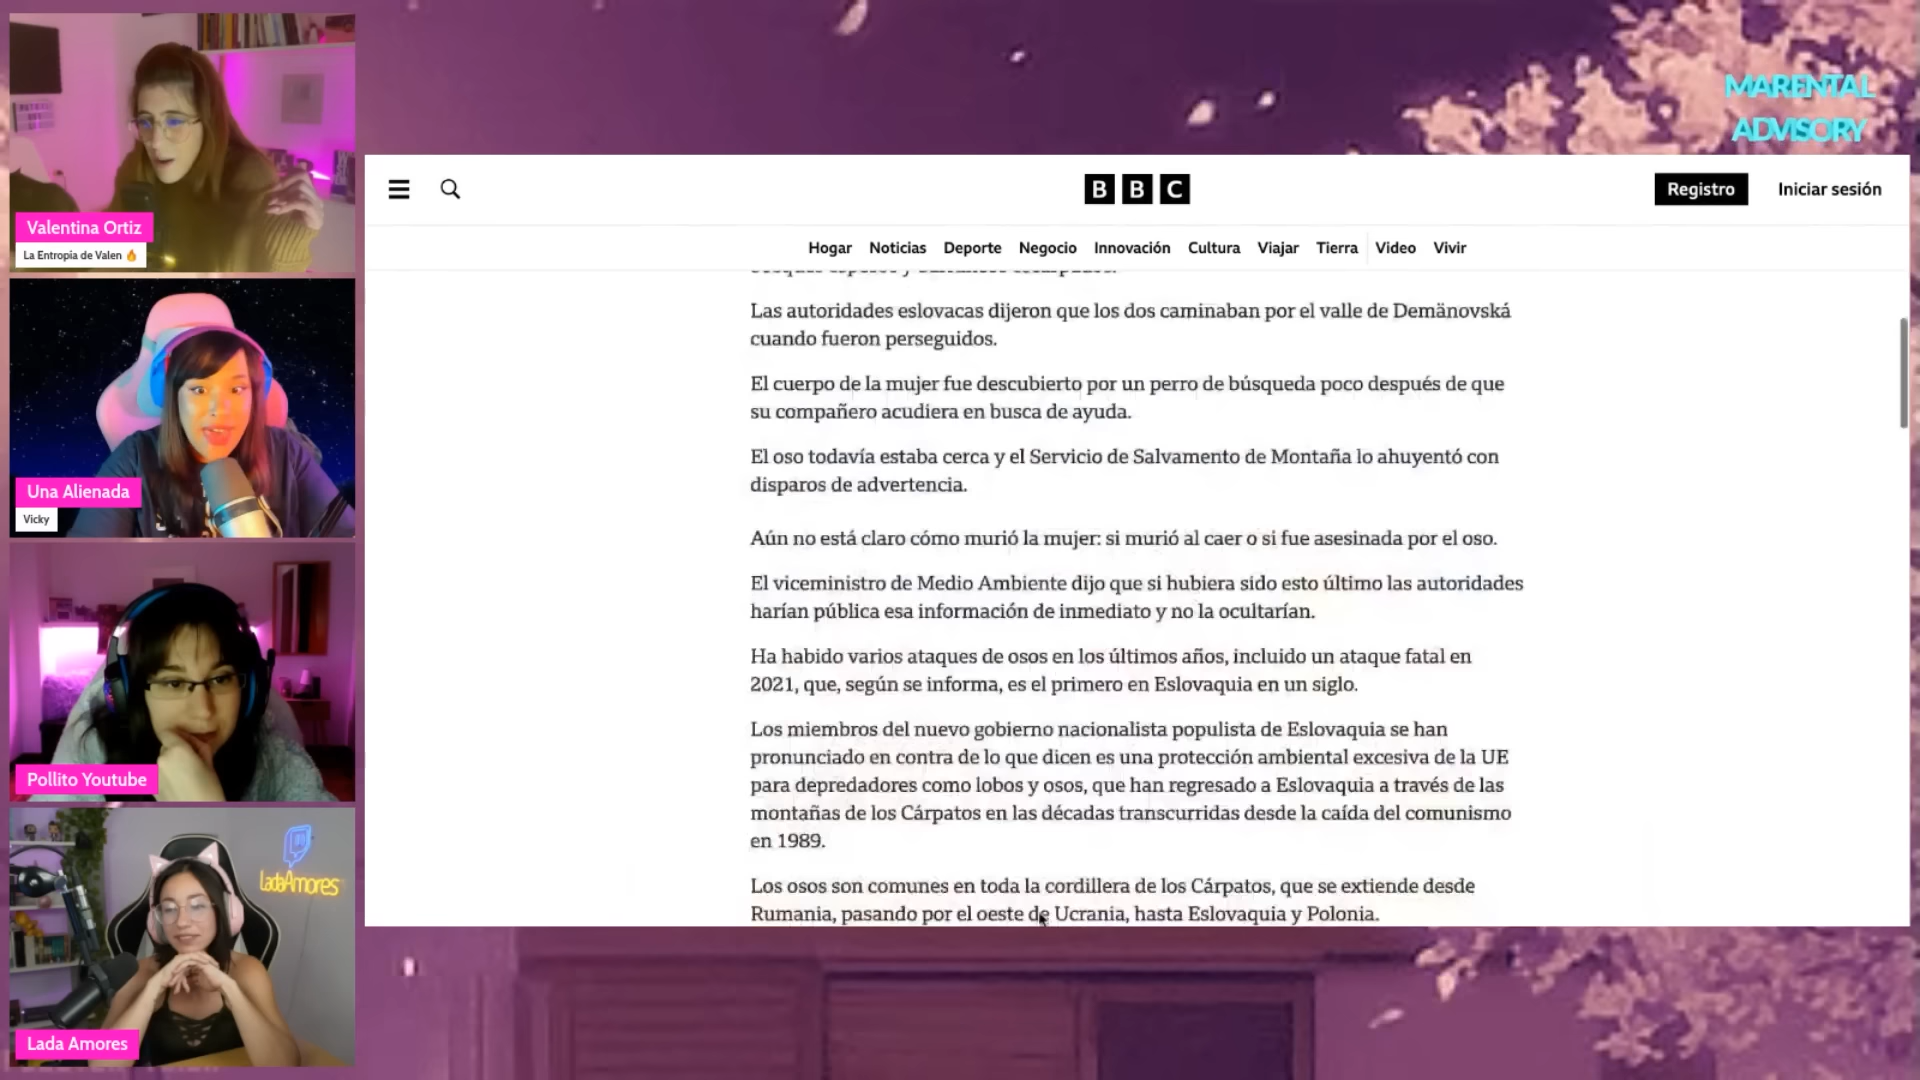 MARENTAL
ADVISORY
BBC
Registro
Iniciar sesión
Hogar Noticias Deporte Negocio Innovación Cultura Viajar Tierra Video Vivir
Las autoridades eslovacas dijeron que los dos caminaban por el valle de Demänovská
cuando fueron perseguidos.
El cuerpo de la mujer fue descubierto por un perro de búsqueda poco después de que
su compañero acudiera en busca de ayuda.
El oso todavía estaba cerca y el Servicio de Salvamento de Montaña lo ahuyentó con
disparos de advertencia.
Aún no está claro cómo murió la mujer: si murió al caer o si fue asesinada por el oso.
El viceministro de Medio Ambiente dijo que si hubiera sido esto último las autoridades
harían pública esa información de inmediato y no la ocultarían.
Ha habido varios ataques de osos en los últimos años, incluido un ataque fatal en
2021, que, según se informa, es el primero en Eslovaquia en un siglo.
Los miembros del nuevo gobierno nacionalista populista de Eslovaquia se han
pronunciado en contra de lo que dicen es una protección ambiental excesiva de la UE
para depredadores como lobos y osos, que han regresado a Eslovaquia a través de las
montañas de los Cárpatos en las décadas transcurridas desde la caída del comunismo
en 1989.
Los osos son comunes en toda la cordillera de los Cárpatos, que se extiende desde
Rumania, pasando por el oeste de Ucrania, hasta Eslovaquia y Polonia.
Valentina Ortiz
La Entropia de Valen 🔥
Una Alienada
Vicky
Pollito Youtube
LadaAmores
Lada Amores